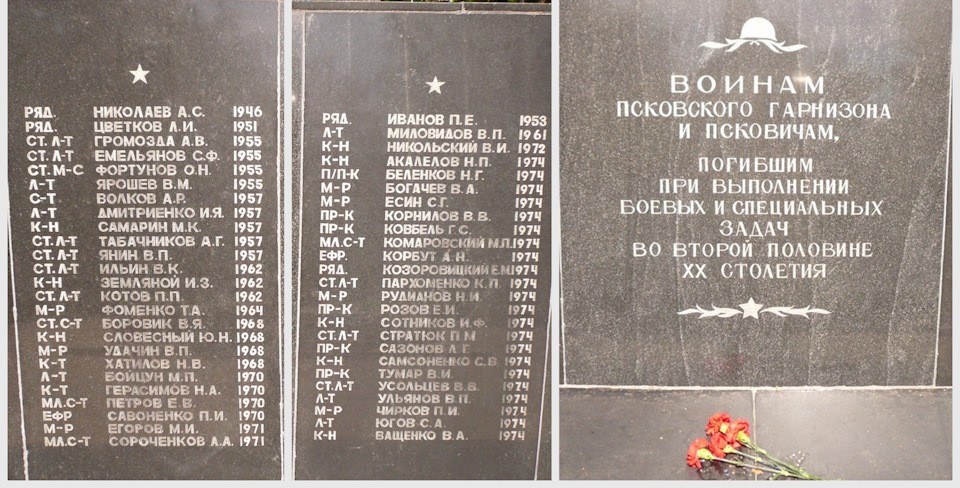 РЯД. НИКОЛАЕВ А.С. 1946
РЯД. ЦВЕТКОВ Л.И. 1951
СТ. Л-Т ГРОМОЗДА А.В. 1955
СТ. Л-Т ЕМЕЛЬЯНОВ С.Ф. 1955
СТ. М-С ФОРТУНОВ О.Н. 1955
Л-Т ЯРОШЕВ В.М. 1955
С-Т ВОЛКОВ А.Р. 1957
Л-Т ДМИТРИЕНКО И.Я. 1957
К-Н САМАРИН М.К. 1957
СТ. Л-Т ТАБАЧНИКОВ А.Г. 1957
СТ. Л-Т ЯНИН В.П. 1957
СТ. Л-Т ИЛЬИН В.К. 1962
К-Н ЗЕМЛЯНОЙ И.З. 1962
СТ. Л-Т КОТОВ П.П. 1962
М-Р ФОМЕНКО Т.А. 1964
СТ. С-Т БОРОВИК В.Я. 1968
К-Н СЛОВЕСНЫЙ Ю.Н. 1968
М-Р УДАЧИН В.П. 1968
К-Т ХАТИЛОВ Н.В. 1968
Л-Т БОЙЦУН М.П. 1970
К-Т ГЕРАСИМОВ Н.А. 1970
МЛ. С-Т ПЕТРОВ Е.В. 1970
ЕФР САВОНЕНКО П.И. 1970
М-Р ЕГОРОВ М.И. 1971
МЛ. С-Т СОРОЧЕНКОВ Л.А. 1971
РЯД. ИВАНОВ П.Е. 1953
Л-Т МИЛОВИДОВ В.П. 1961
К-Н НИКОЛЬСКИЙ В.И. 1972
К-Н АКАЛЕЛОВ Н.П. 1974
П/П-К БЕЛЕНКОВ Н.Г. 1974
М-Р БОГАЧЕВ В.А. 1974
М-Р ЕСИН С.Г. 1974
ПР-К КОРНИЛОВ В.В. 1974
ПР-К КОВБЕЛЬ Г.С. 1974
МЛ. С-Т КОМАРОВСКИЙ М.П. 1974
ЕФР. КОРБУТ А.Н. 1974
РЯД. КОЗОРОВИЦКИЙ Е.М. 1974
СТ. Л-Т ПАРХОМЕНКО К.П. 1974
М-Р РУДИАНОВ Н.И. 1974
ПР-К РОЗОВ Е.И. 1974
К-Н СОТНИКОВ И.Ф. 1974
СТ. Л-Т СТРАТЮК П.М 1974
ПР-К САЗОНОВ Л.Г. 1974
К-Н САМСОНЕНКО С.В. 1974
ПР-К ТУМАР В.И. 1974
СТ. Л-Т УСОЛЬЦЕВ В.В. 1974
Л-Т УЛЬЯНОВ В.П. 1974
М-Р ЧИРКОВ П.И. 1974
Л-Т ЮГОВ С.А. 1974
К-Н ВАЩЕНКО В.А. 1974
ВОИНАМ
ПСКОВСКОГО ГАРНИЗОНА
И ПСКОВИЧАМ,
ПОГИБШИМ
ПРИ ВЫПОЛНЕНИИ
БОЕВЫХ И СПЕЦИАЛЬНЫХ
ЗАДАЧ
ВО ВТОРОЙ ПОЛОВИНЕ
XX СТОЛЕТИЯ